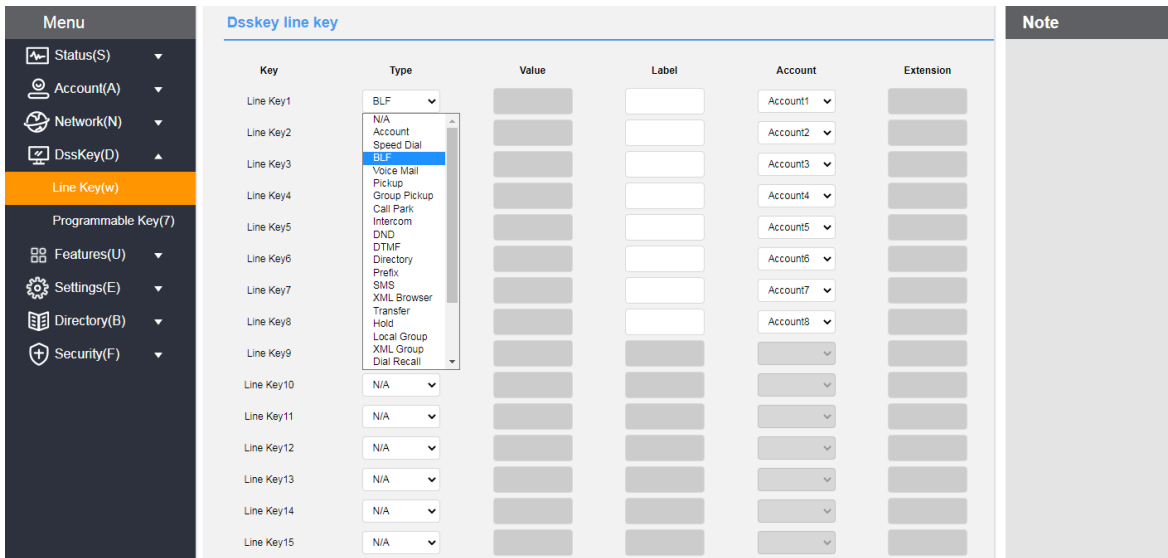 Menu
Status(S)
Account(A)
Network(N)
DssKey(D)
Line Key(w)
Programmable Key(7)
Features(U)
Settings(E)
Directory(B)
Security(F)
Dsskey line key
Key Type Value Label Account Extension
Line Key1 BLF Account1
Line Key2 Account2
Line Key3 Account3
Line Key4 Account4
Line Key5 Account5
Line Key6 Account6
Line Key7 Account7
Line Key8 Account8
Line Key9
Line Key10 N/A
Line Key11 N/A
Line Key12 N/A
Line Key13 N/A
Line Key14 N/A
Line Key15 N/A
N/A
Account
Speed Dial
BLF
Voice Mail
Pickup
Group Pickup
Call Park
Intercom
DND
DTMF
Directory
Prefix
SMS
XML Browser
Transfer
Hold
Local Group
XML Group
Dial Recall
Note